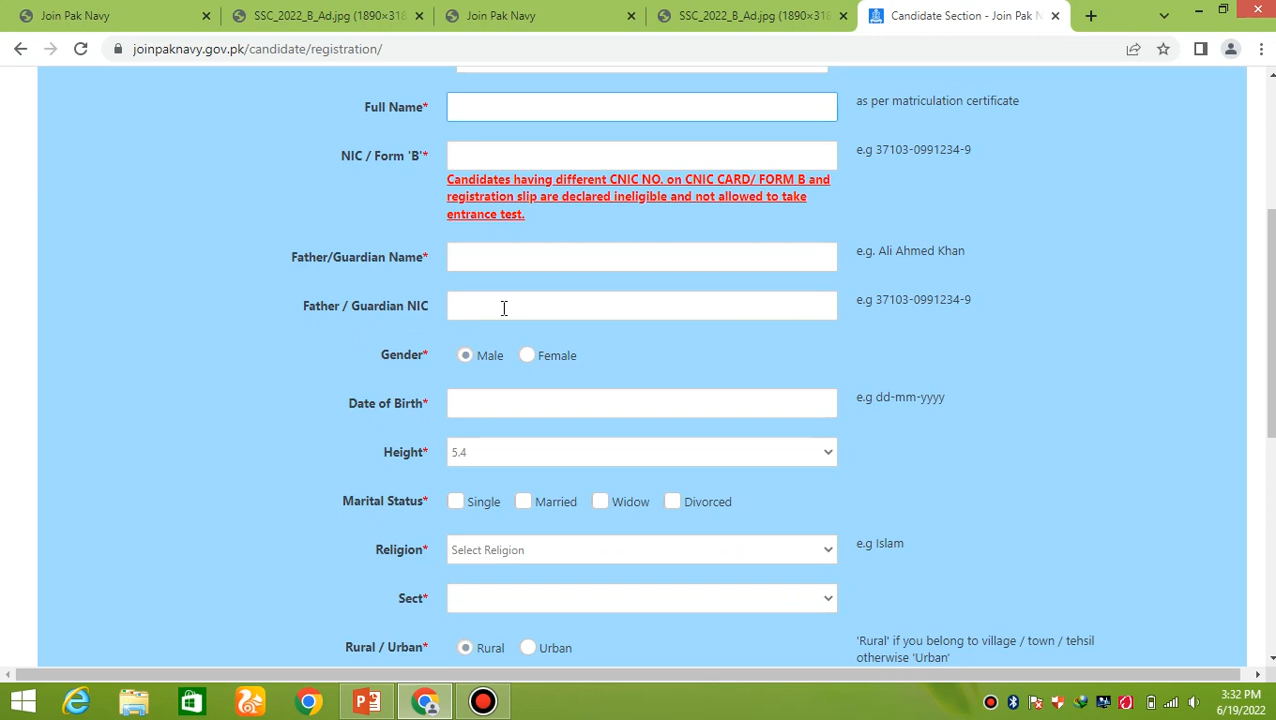 Join Pak Navy
SSC_2022_B_Ad.jpg (1890×318
Join Pak Navy
SSC_2022_B_Ad.jpg (1890×318
Candidate Section - Join Pak N
joinpaknavy.gov.pk/candidate/registration/
Full Name*
as per matriculation certificate
NIC / Form 'B'*
e.g 37103-0991234-9
Candidates having different CNIC NO. on CNIC CARD/ FORM B and
registration slip are declared ineligible and not allowed to take
entrance test.
Father/Guardian Name*
e.g. Ali Ahmed Khan
Father / Guardian NIC
e.g 37103-0991234-9
Gender*
Male
Female
Date of Birth*
e.g dd-mm-yyyy
Height*
5.4
Marital Status*
Single
Married
Widow
Divorced
Religion*
Select Religion
e.g Islam
Sect*
Rural / Urban*
Rural
Urban
'Rural' if you belong to village / town / tehsil
otherwise 'Urban'
3:32 PM
6/19/2022